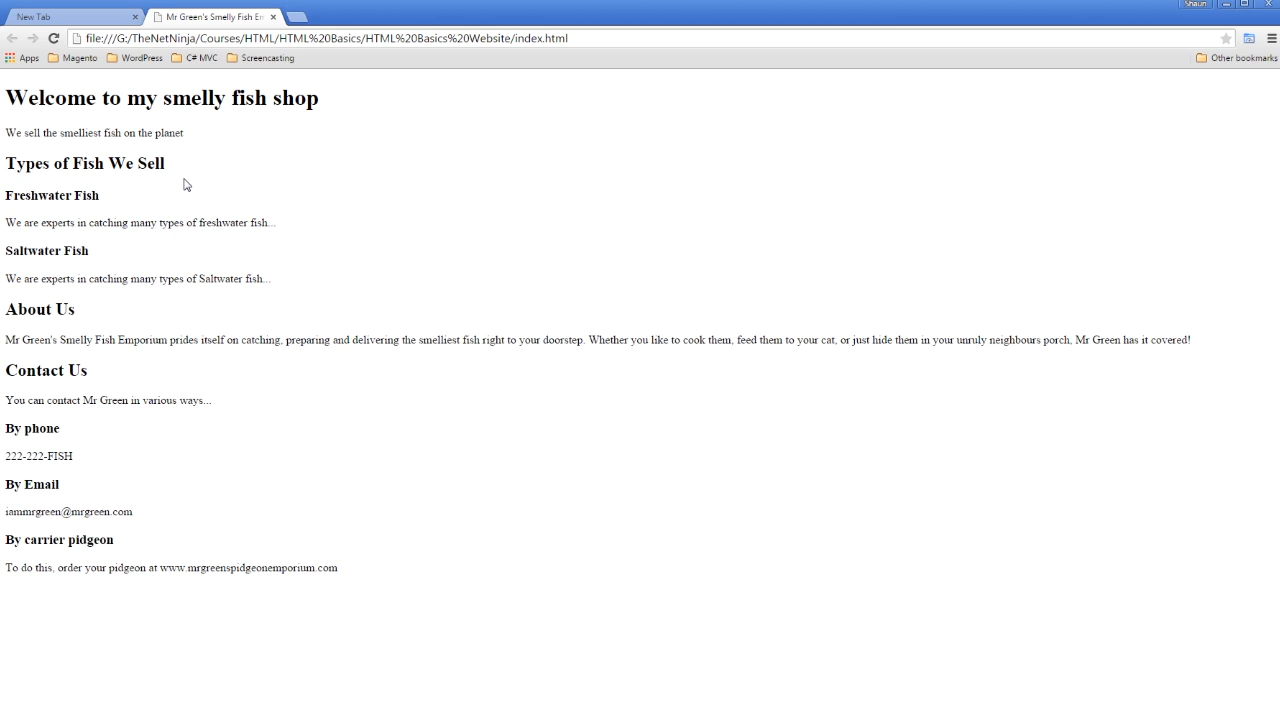 Shaun
New Tab
Mr Green's Smelly Fish Em
file:///G:/TheNetNinja/Courses/HTML/HTML%20Basics/HTML%20Basics%20Website/index.html
Apps Magento WordPress C# MVC Screencasting Other bookmarks
Welcome to my smelly fish shop
We sell the smelliest fish on the planet
Types of Fish We Sell
Freshwater Fish
We are experts in catching many types of freshwater fish...
Saltwater Fish
We are experts in catching many types of Saltwater fish...
About Us
Mr Green's Smelly Fish Emporium prides itself on catching, preparing and delivering the smelliest fish right to your doorstep. Whether you like to cook them, feed them to your cat, or just hide them in your unruly neighbours porch, Mr Green has it covered!
Contact Us
You can contact Mr Green in various ways...
By phone
222-222-FISH
By Email
iammrgreen@mrgreen.com
By carrier pidgeon
To do this, order your pidgeon at www.mrgreenspidgeonemporium.com